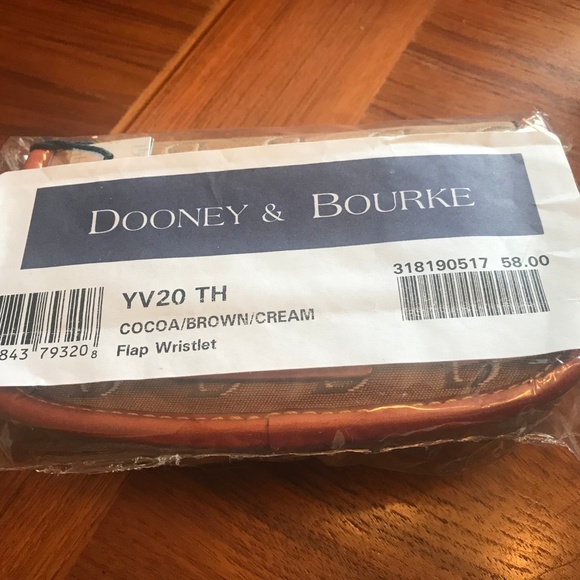 DOONEY & BOURKE
318190517 58.00
YV20 TH
COCOA/BROWN/CREAM
843 79320 8
Flap Wristlet